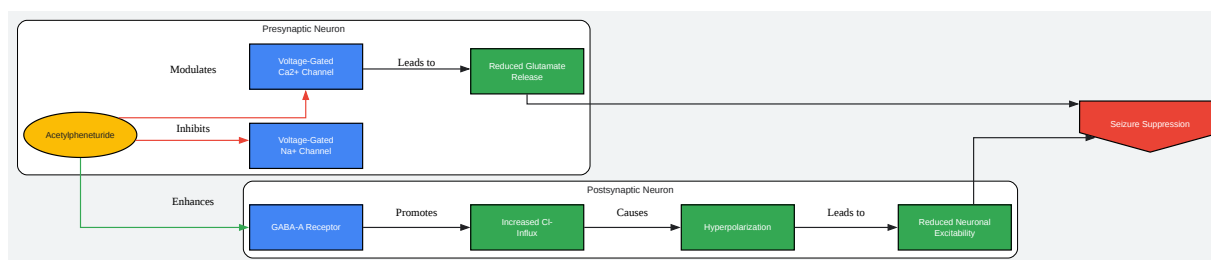 Presynaptic Neuron
Voltage-Gated
Ca2+ Channel
Modulates
Leads to
Reduced Glutamate
Release
Acetylpheneturide
Inhibits
Voltage-Gated
Na+ Channel
Seizure Suppression
Postsynaptic Neuron
Enhances
GABA-A Receptor
Promotes
Increased Cl-
Influx
Causes
Hyperpolarization
Leads to
Reduced Neuronal
Excitability